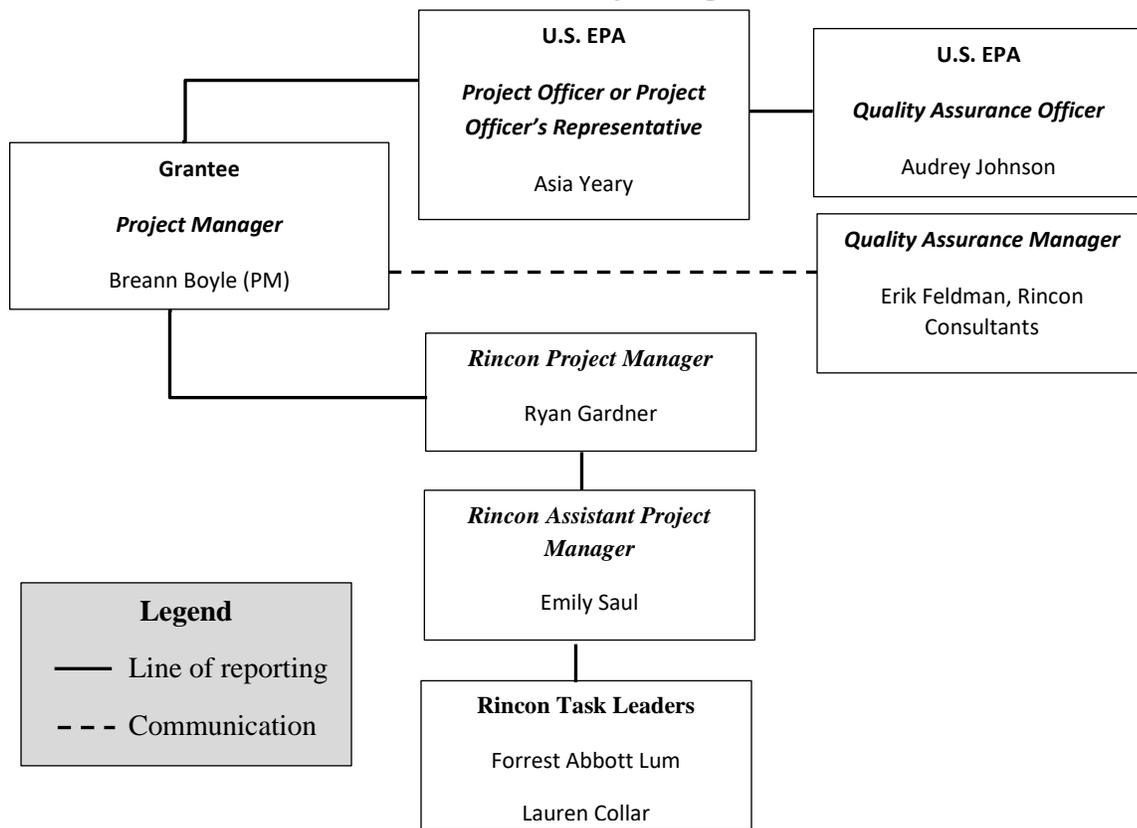 U.S. EPA
Project Officer or Project
Officer's Representative
Asia Yeary
U.S. EPA
Quality Assurance Officer
Audrey Johnson
Grantee
Project Manager
Breann Boyle (PM)
Quality Assurance Manager
Erik Feldman, Rincon
Consultants
Rincon Project Manager
Ryan Gardner
Rincon Assistant Project
Manager
Emily Saul
Rincon Task Leaders
Forrest Abbott Lum
Lauren Collar
Legend
Line of reporting
Communication